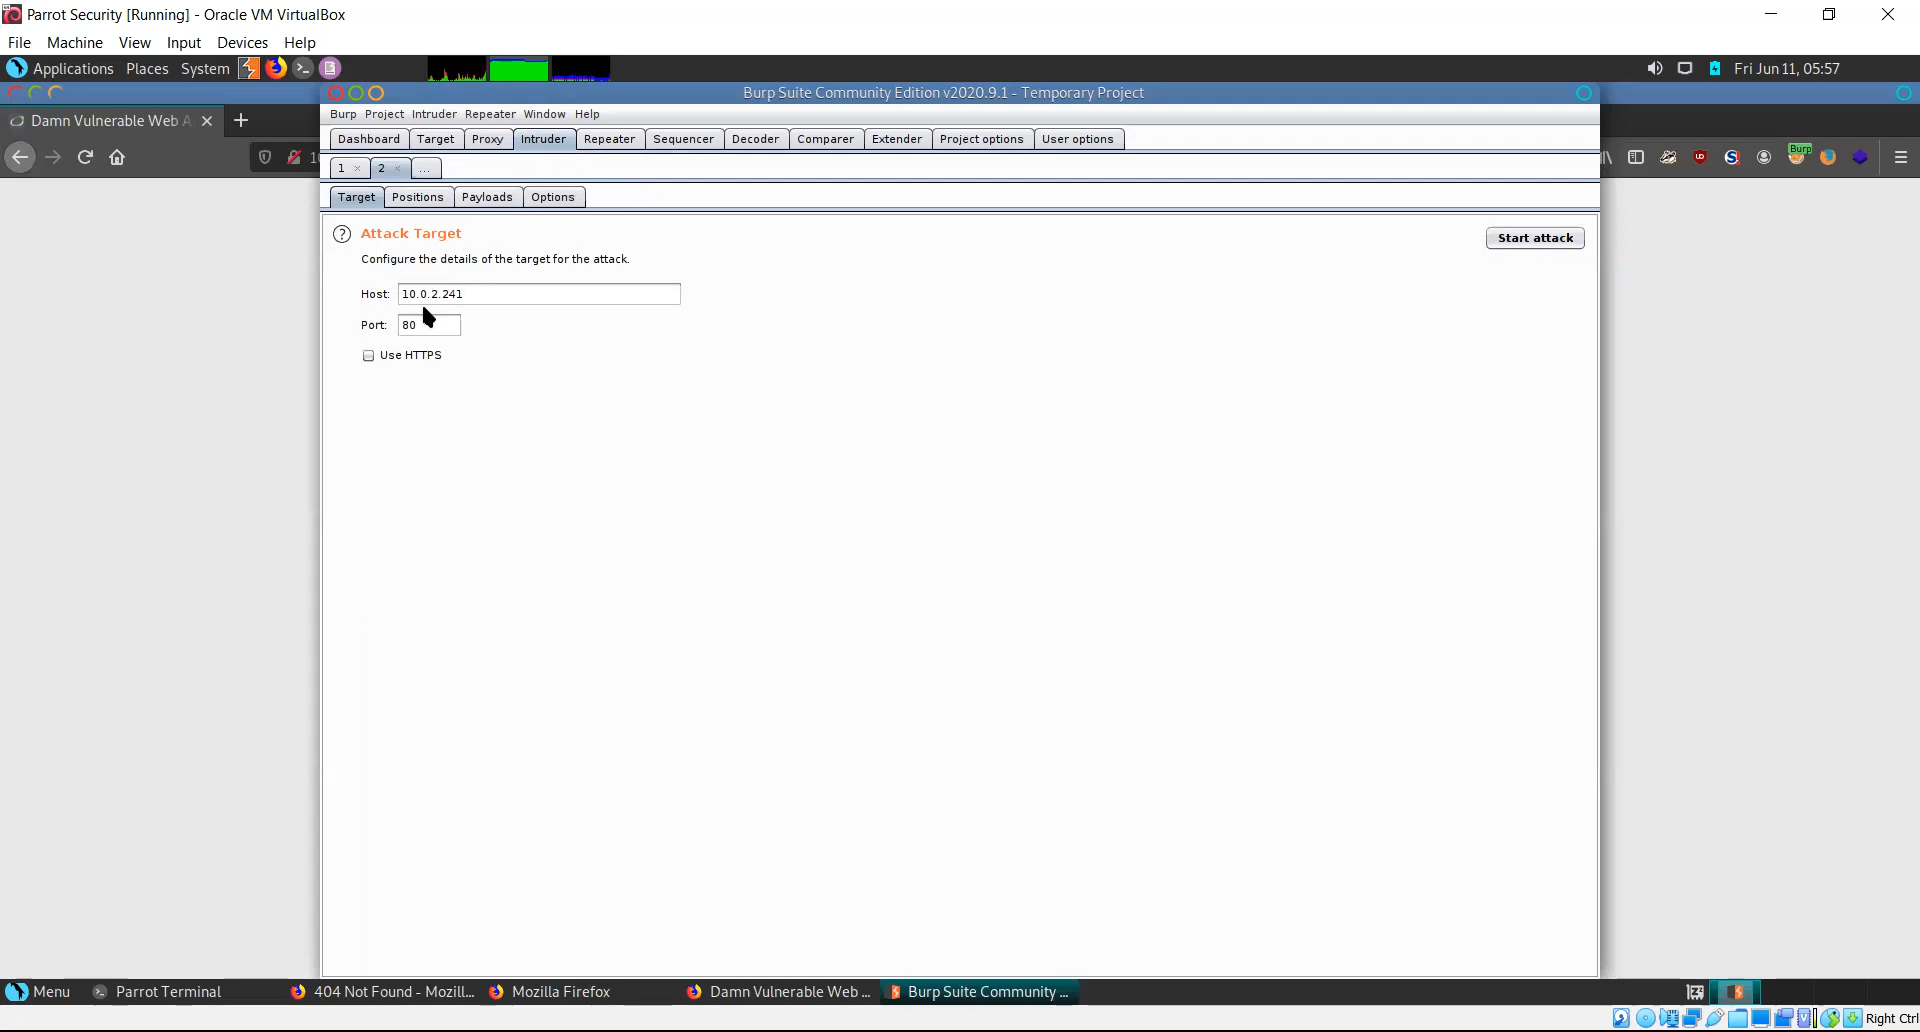 Parrot Security [Running] - Oracle VM VirtualBox
File Machine View Input Devices Help
Applications Places System Fri Jun 11, 05:57
Burp Suite Community Edition v2020.9.1 - Temporary Project
Damn Vulnerable Web A
Burp Project Intruder Repeater Window Help
Dashboard Target Proxy Intruder Repeater Sequencer Decoder Comparer Extender Project options User options
Burp
1 2 ...
Target Positions Payloads Options
? Attack Target
Start attack
Configure the details of the target for the attack.
Host: 10.0.2.241
Port: 80
Use HTTPS
Menu Parrot Terminal 404 Not Found - Mozill... Mozilla Firefox Damn Vulnerable Web ... Burp Suite Community ...
Right Ctrl